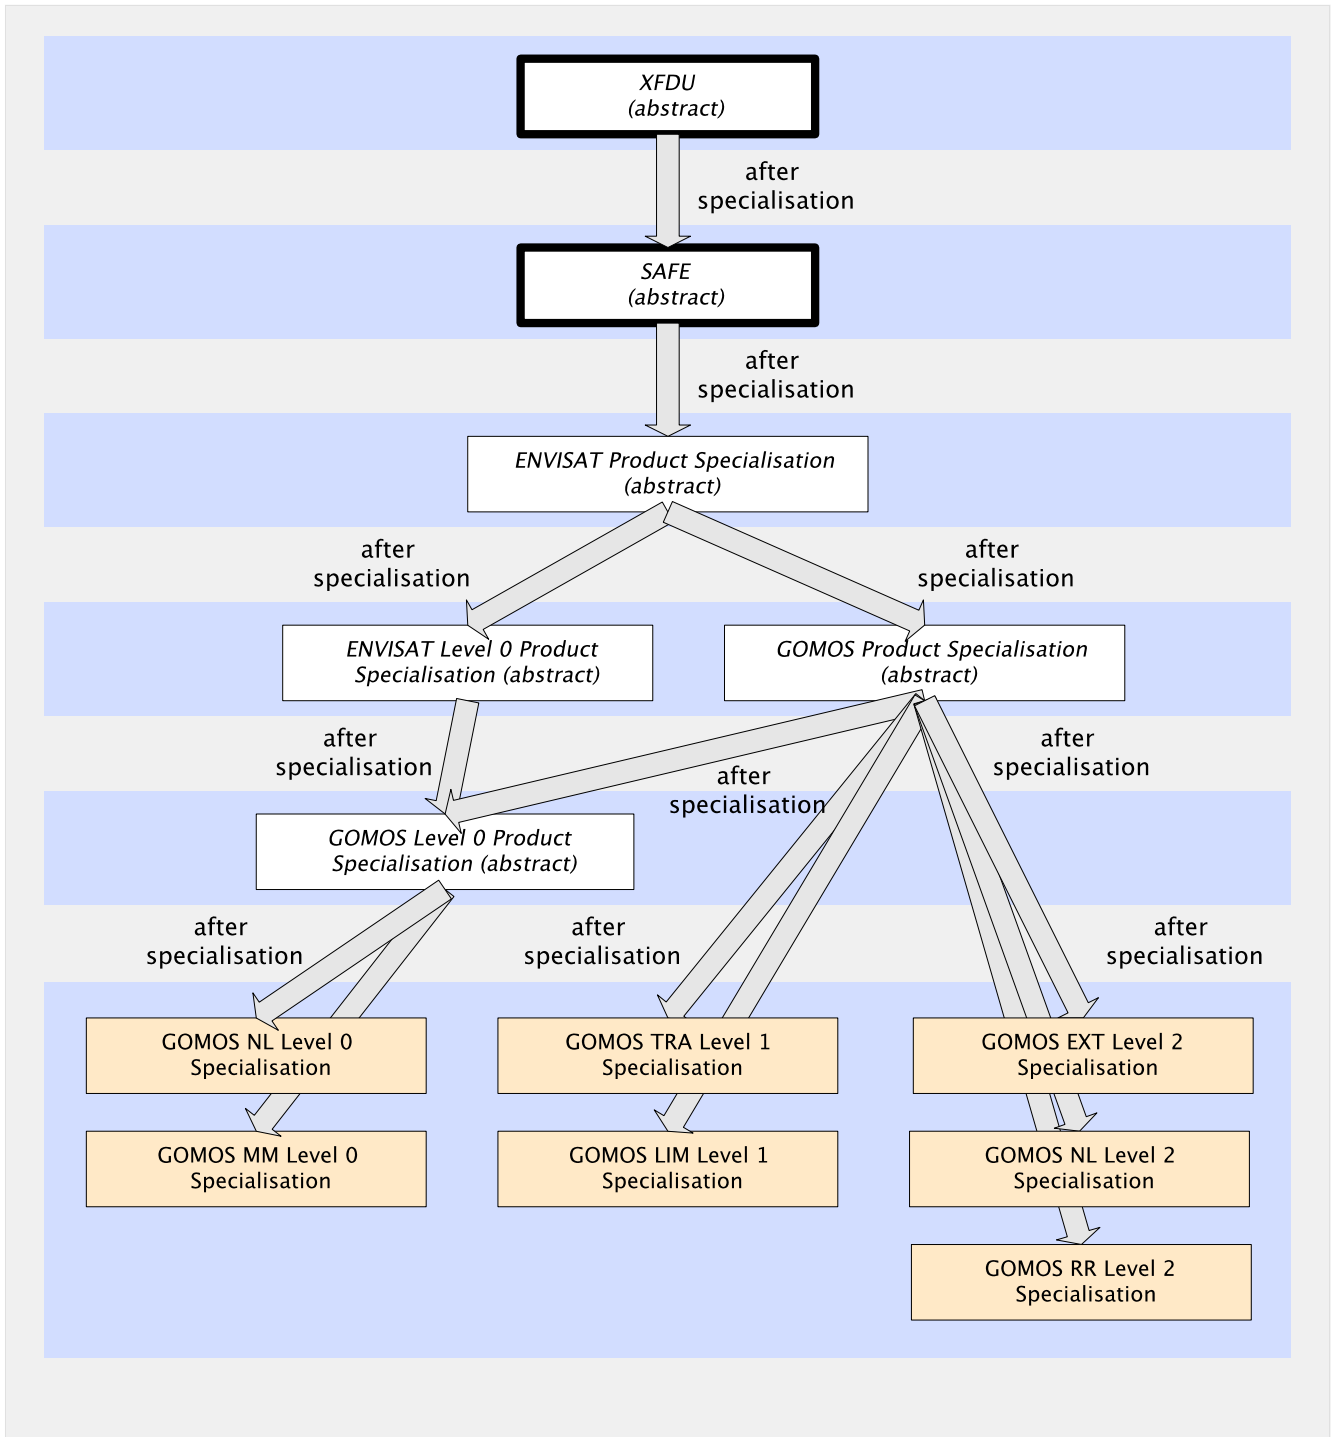 XFDU
(abstract)
after
specialisation
SAFE
(abstract)
after
specialisation
ENVISAT Product Specialisation
(abstract)
after
specialisation
after
specialisation
ENVISAT Level 0 Product
Specialisation (abstract)
GOMOS Product Specialisation
(abstract)
after
specialisation
after
specialisation
after
specialisation
GOMOS Level 0 Product
Specialisation (abstract)
after
specialisation
after
specialisation
after
specialisation
GOMOS NL Level 0
Specialisation
GOMOS TRA Level 1
Specialisation
GOMOS EXT Level 2
Specialisation
GOMOS MM Level 0
Specialisation
GOMOS LIM Level 1
Specialisation
GOMOS NL Level 2
Specialisation
GOMOS RR Level 2
Specialisation